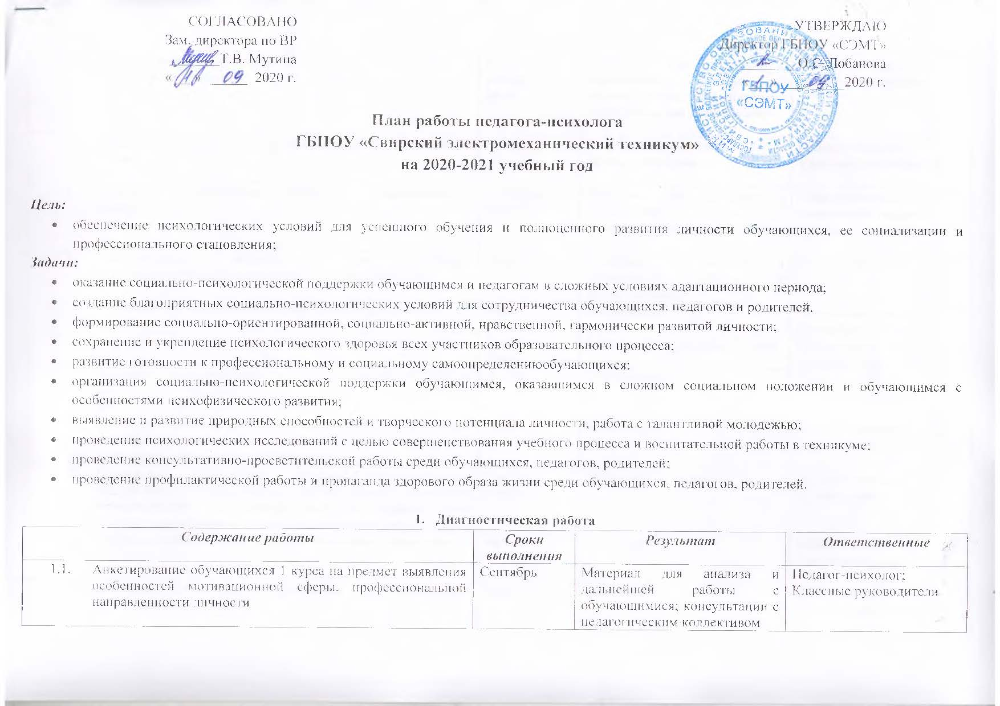 СОГЛАСОВАНО
Зам. директора по ВР
Т.В. Мутина
« » 09 2020 г.
УТВЕРЖДАЮ
Директор ГБПОУ «СЭМТ»
О.С. Лобанова
« » 09 2020 г.
ГБПОУ
«СЭМТ»
План работы педагога-психолога
ГБПОУ «Свирский электромеханический техникум»
на 2020-2021 учебный год
Цель:
• обеспечение психологических условий для успешного обучения и полноценного развития личности обучающихся, ее социализации и
профессионального становления;
Задачи:
• оказание социально-психологической поддержки обучающимся и педагогам в сложных условиях адаптационного периода;
• создание благоприятных социально-психологических условий для сотрудничества обучающихся, педагогов и родителей.
• формирование социально-ориентированной, социально-активной, нравственной, гармонически развитой личности;
• сохранение и укрепление психологического здоровья всех участников образовательного процесса;
• развитие готовности к профессиональному и социальному самоопределениюобучающихся;
• организация социально-психологической поддержки обучающимся, оказавшимся в сложном социальном положении и обучающимся с
особенностями психофизического развития;
• выявление и развитие природных способностей и творческого потенциала личности, работа с талантливой молодежью;
• проведение психологических исследований с целью совершенствования учебного процесса и воспитательной работы в техникуме;
• проведение консультативно-просветительской работы среди обучающихся, педагогов, родителей;
• проведение профилактической работы и пропаганда здорового образа жизни среди обучающихся, педагогов, родителей.
1. Диагностическая работа
Содержание работы
Сроки
выполнения
Результат
Ответственные
1.1. Анкетирование обучающихся 1 курса на предмет выявления
особенностей мотивационной сферы, профессиональной
направленности личности
Сентябрь
Материал для анализа и
дальнейшей работы с
обучающимися; консультации с
педагогическим коллективом
Педагог-психолог;
Классные руководители